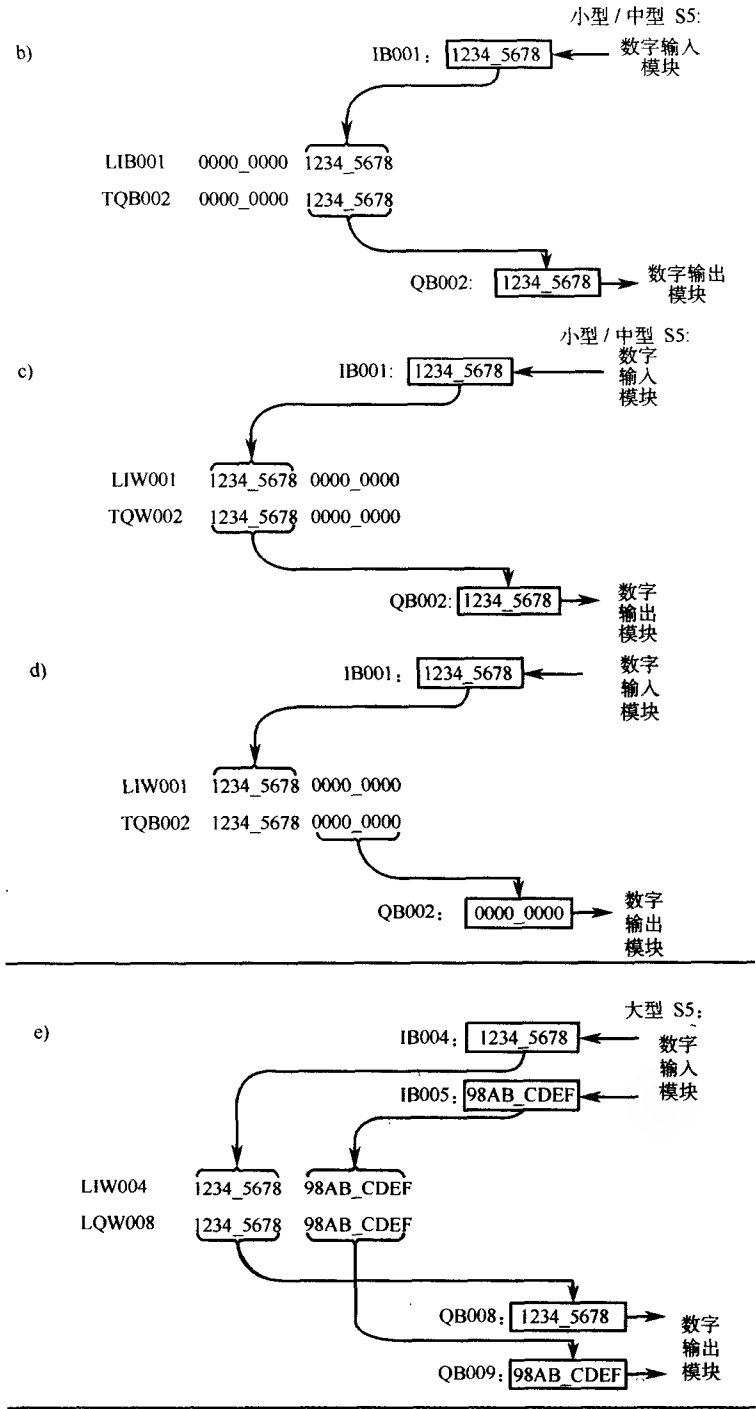 小型 / 中型 S5:
b)
IB001： 1234_5678 数字输入
模块
LIB001 0000_0000 1234_5678
TQB002 0000_0000 1234_5678
QB002: 1234_5678 数字输出
模块
小型 / 中型 S5:
c)
IB001: 1234_5678 数字
输入
模块
LIW001 1234_5678 0000_0000
TQW002 1234_5678 0000_0000
QB002: 1234_5678 数字
输出
模块
d)
IB001： 1234_5678 数字
输入
模块
LIW001 1234_5678 0000_0000
TQB002 1234_5678 0000_0000
QB002： 0000_0000 数字
输出
模块
大型 S5：
e)
IB004： 1234_5678 数字
输入
IB005： 98AB_CDEF 模块
LIW004 1234_5678 98AB_CDEF
LQW008 1234_5678 98AB_CDEF
QB008： 1234_5678 数字
输出
QB009： 98AB_CDEF 模块